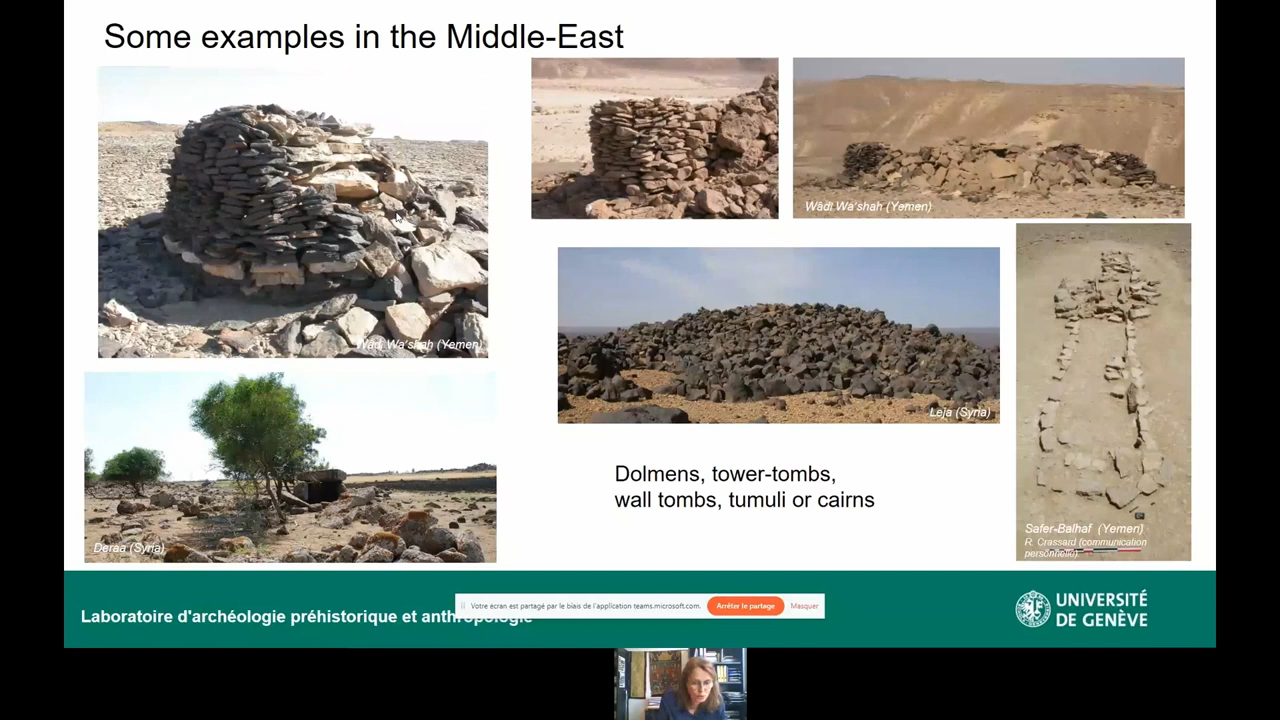 Some examples in the Middle-East
Wādī Wa'shah (Yemen)
Wādī Wa'shah (Yemen)
Leja (Syria)
Dolmens, tower-tombs,
wall tombs, tumuli or cairns
Deraa (Syria)
Safer-Balhaf (Yemen)
R. Crassard (communication
personnelle)
Laboratoire d'archéologie préhistorique et anthropologie
Votre écran est partagé par le biais de l'application teams.microsoft.com.
Arrêter le partage
Masquer
UNIVERSITÉ
DE GENÈVE